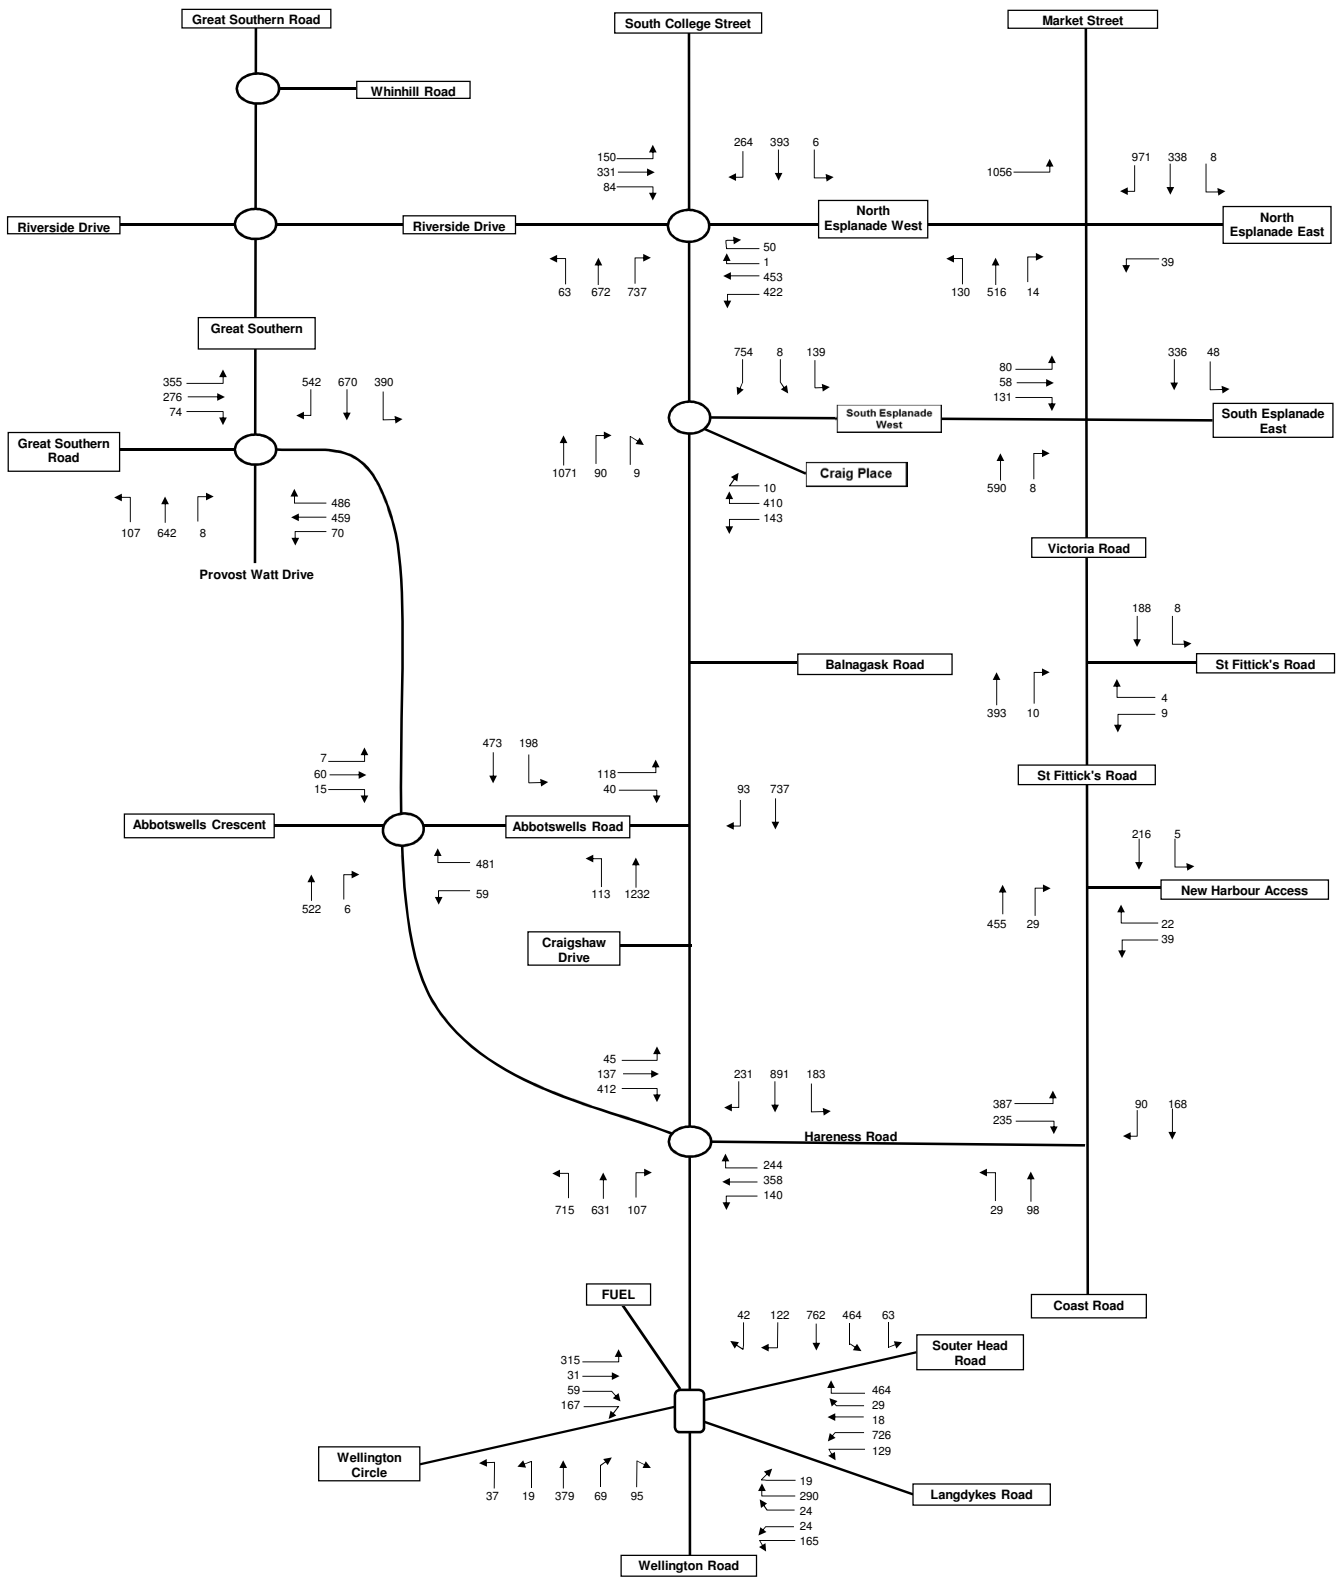 Great Southern Road
South College Street
Market Street
Whinhill Road
264 393 6
150
331
84
971 338 8
1056
Riverside Drive
Riverside Drive
North
Esplanade West
North
Esplanade East
50
1
453
422
63 672 737
39
130 516 14
Great Southern
754 8 139
336 48
80
58
131
355
276
74
542 670 390
South Esplanade
West
South Esplanade
East
Great Southern
Road
1071 90 9
Craig Place
10
410
143
590 8
486
459
70
107 642 8
Victoria Road
Provost Watt Drive
188 8
Balnagask Road
St Fittick's Road
4
9
393 10
473 198
7
60
15
118
40
St Fittick's Road
93 737
Abbotswells Crescent
Abbotswells Road
216 5
481
59
113 1232
522 6
New Harbour Access
22
39
455 29
Craigshaw
Drive
45
137
412
231 891 183
387
235
90 168
Hareness Road
244
358
140
715 631 107
29 98
FUEL
Coast Road
42 122 762 464 63
Souter Head
Road
315
31
59
167
464
29
18
726
129
Wellington
Circle
37 19 379 69 95
19
290
24
24
165
Langdykes Road
Wellington Road